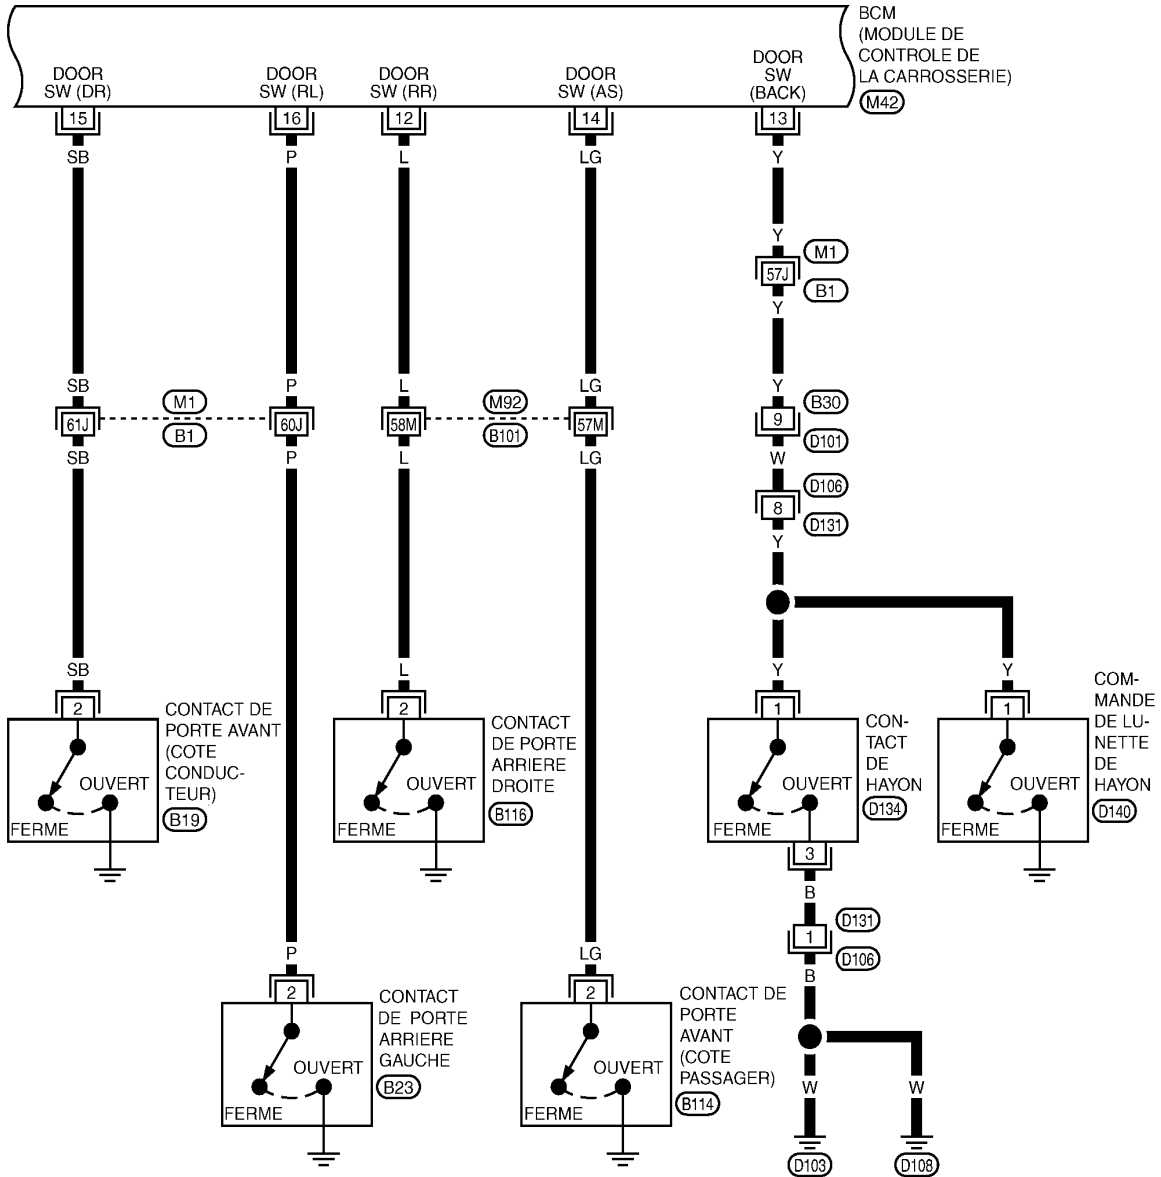 BCM
(MODULE DE
CONTROLE DE
LA CARROSSERIE)
M42
DOOR
SW (DR)
DOOR
SW (RL)
DOOR
SW (RR)
DOOR
SW (AS)
DOOR
SW
(BACK)
15
16
12
14
13
SB
P
L
LG
Y
Y
M1
57J
B1
Y
SB
P
L
LG
Y
M1
M92
B30
61J
60J
58M
57M
9
B1
B101
D101
SB
P
L
LG
W
D106
8
D131
Y
SB
L
Y
Y
2
2
1
1
CONTACT DE
PORTE AVANT
(COTE
CONDUC-
TEUR)
B19
OUVERT
FERME
CONTACT
DE PORTE
ARRIERE
DROITE
B116
OUVERT
FERME
CON-
TACT
DE
HAYON
D134
OUVERT
FERME
COM-
MANDE
DE LU-
NETTE
DE
HAYON
D140
OUVERT
FERME
3
B
D131
1
D106
B
P
LG
2
2
CONTACT
DE PORTE
ARRIERE
GAUCHE
B23
OUVERT
FERME
CONTACT DE
PORTE
AVANT
(COTE
PASSAGER)
B114
OUVERT
FERME
W
W
D103
D108